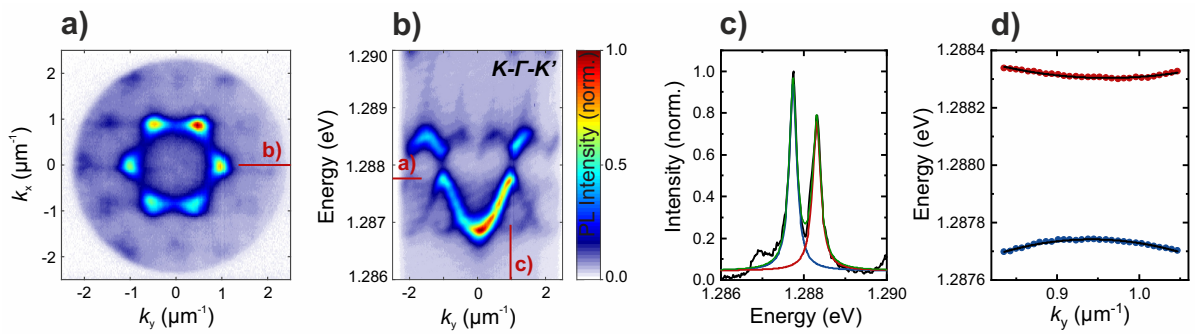 a)
2
1
0
-1
-2
kx (µm⁻¹)
-2 0 2
ky (µm⁻¹)
b)
b)
1.290
1.289
1.288
1.287
1.286
Energy (eV)
K-Γ-K'
a)
c)
-2 0 2
ky (µm⁻¹)
1.0
0.5
0.0
PL Intensity (norm.)
c)
1.0
0.9
0.7
0.6
0.4
0.2
0.1
0.0
Intensity (norm.)
1.286 1.288 1.290
Energy (eV)
d)
1.2884
1.2882
1.2880
1.2878
1.2876
Energy (eV)
0.9 1.0
ky (µm⁻¹)